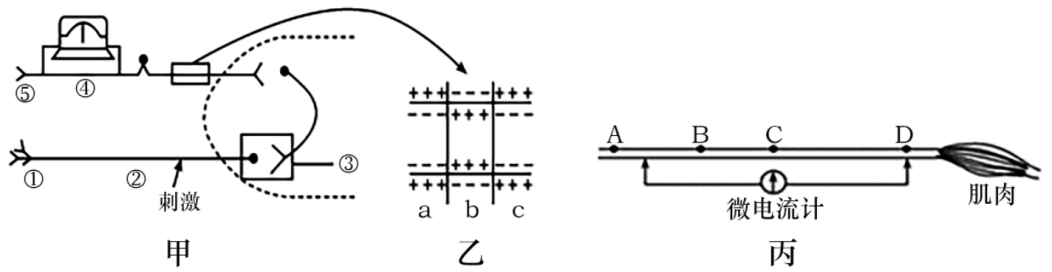 ⑤ ④
① ② ③
刺激
甲
+++ --- +++
--- +++ ---
--- +++ ---
+++ --- +++
a b c
乙
A B C D
微电流计
肌肉
丙